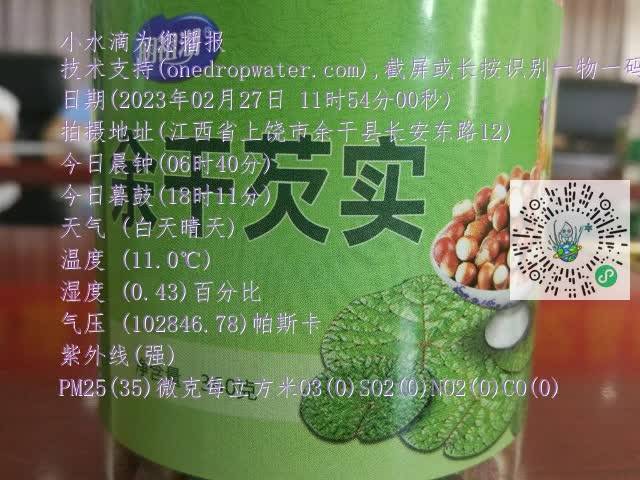 小水滴为您播报
技术支持(onedropwater.com),截屏或长按识别一物一码
日期(2023年02月27日 11时54分00秒)
拍摄地址(江西省上饶市余干县长安东路12)
今日晨钟(06时40分)
余干芡实
今日暮鼓(18时11分)
天气 (白天晴天)
温度 (11.0℃)
湿度 (0.43)百分比
气压 (102846.78)帕斯卡
紫外线(强)
净含量
克
PM25(35)微克每立方米O3(0)SO2(0)NO2(0)CO(0)